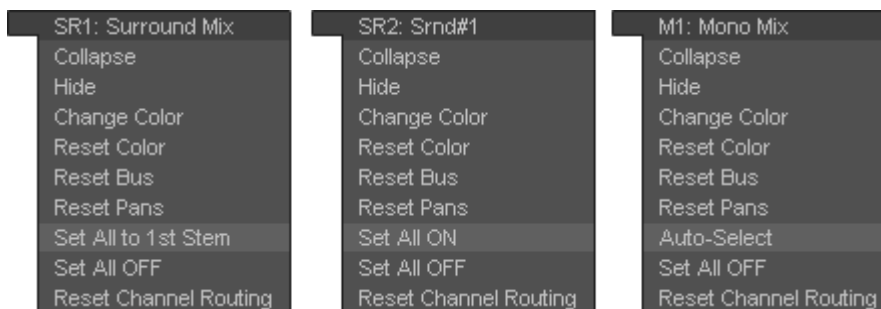 SR1: Surround Mix
Collapse
Hide
Change Color
Reset Color
Reset Bus
Reset Pans
Set All to 1st Stem
Set All OFF
Reset Channel Routing
SR2: Srnd#1
Collapse
Hide
Change Color
Reset Color
Reset Bus
Reset Pans
Set All ON
Set All OFF
Reset Channel Routing
M1: Mono Mix
Collapse
Hide
Change Color
Reset Color
Reset Bus
Reset Pans
Auto-Select
Set All OFF
Reset Channel Routing